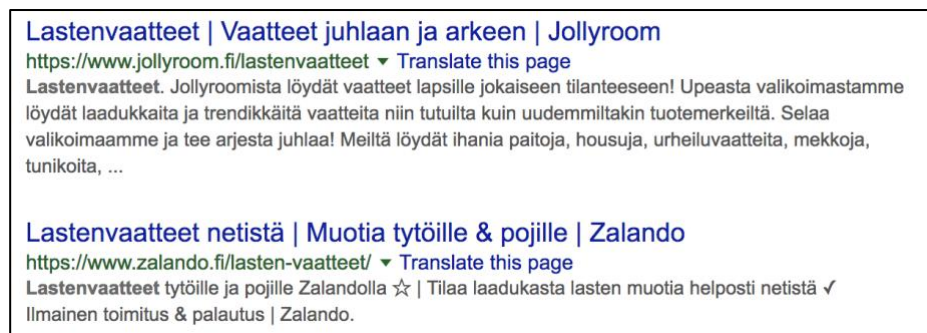 Lastenvaatteet | Vaatteet juhlaan ja arkeen | Jollyroom
https://www.jollyroom.fi/lastenvaatteet ▾ Translate this page
Lastenvaatteet. Jollyroomista löydät vaatteet lapsille jokaiseen tilanteeseen! Upeasta valikoimastamme
löydät laadukkaita ja trendikkäitä vaatteita niin tutuilta kuin uudemmiltakin tuotemerkeiltä. Selaa
valikoimaamme ja tee arjesta juhlaa! Meiltä löydät ihania paitoja, housuja, urheiluvaatteita, mekkoja,
tunikoita, ...
Lastenvaatteet netistä | Muotia tytöille & pojille | Zalando
https://www.zalando.fi/lasten-vaatteet/ ▾ Translate this page
Lastenvaatteet tytöille ja pojille Zalandolla ☆ | Tilaa laadukasta lasten muotia helposti netistä ✓
Ilmainen toimitus & palautus | Zalando.